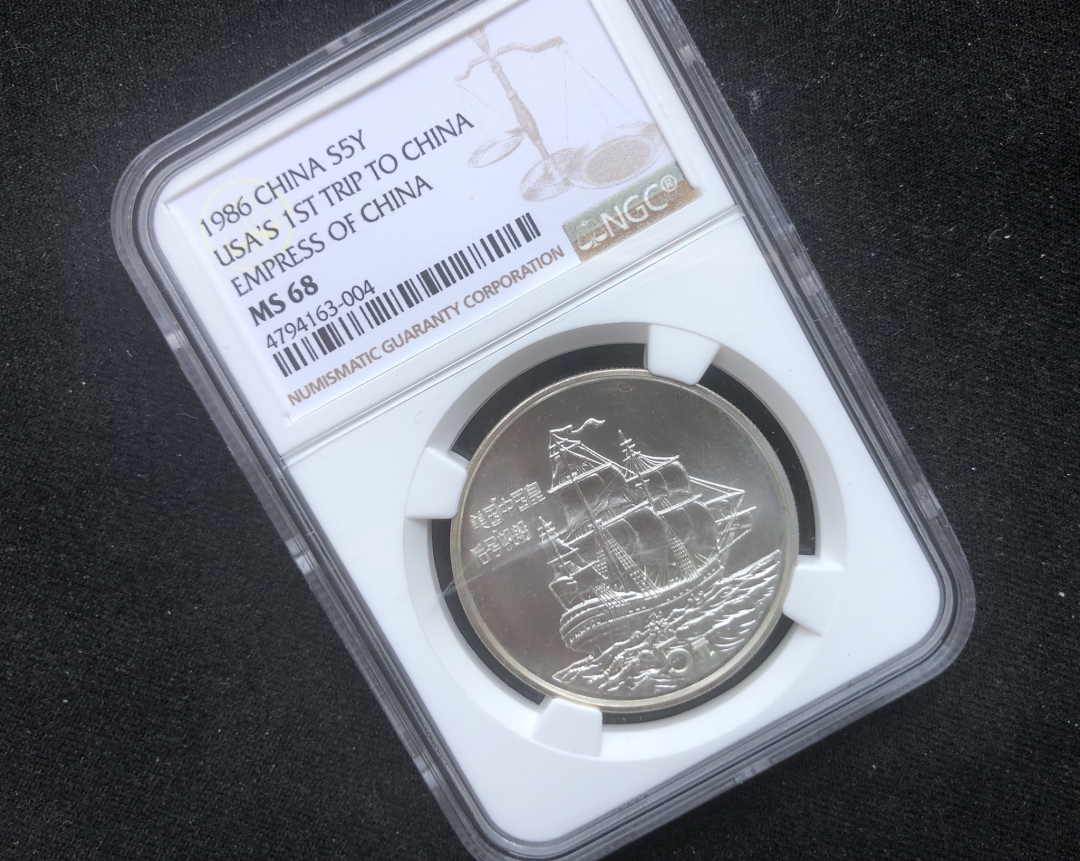 1986 CHINA S5Y
USA'S 1ST TRIP TO CHINA
EMPRESS OF CHINA
MS 68
4794163-004
NUMISMATIC GUARANTY CORPORATION
NGC®
美国中国皇
后号帆船
5元